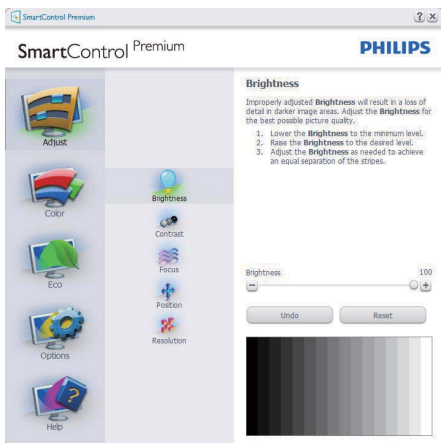 SmartControl Premium
? X
SmartControl Premium
PHILIPS
Adjust
Color
Eco
Options
Help
Brightness
Contrast
Focus
Position
Resolution
Brightness
Improperly adjusted Brightness will result in a loss of
detail in darker image areas. Adjust the Brightness for
the best possible picture quality.
1. Lower the Brightness to the minimum level.
2. Raise the Brightness to the desired level.
3. Adjust the Brightness as needed to achieve
an equal separation of the stripes.
Brightness 100
Undo Reset